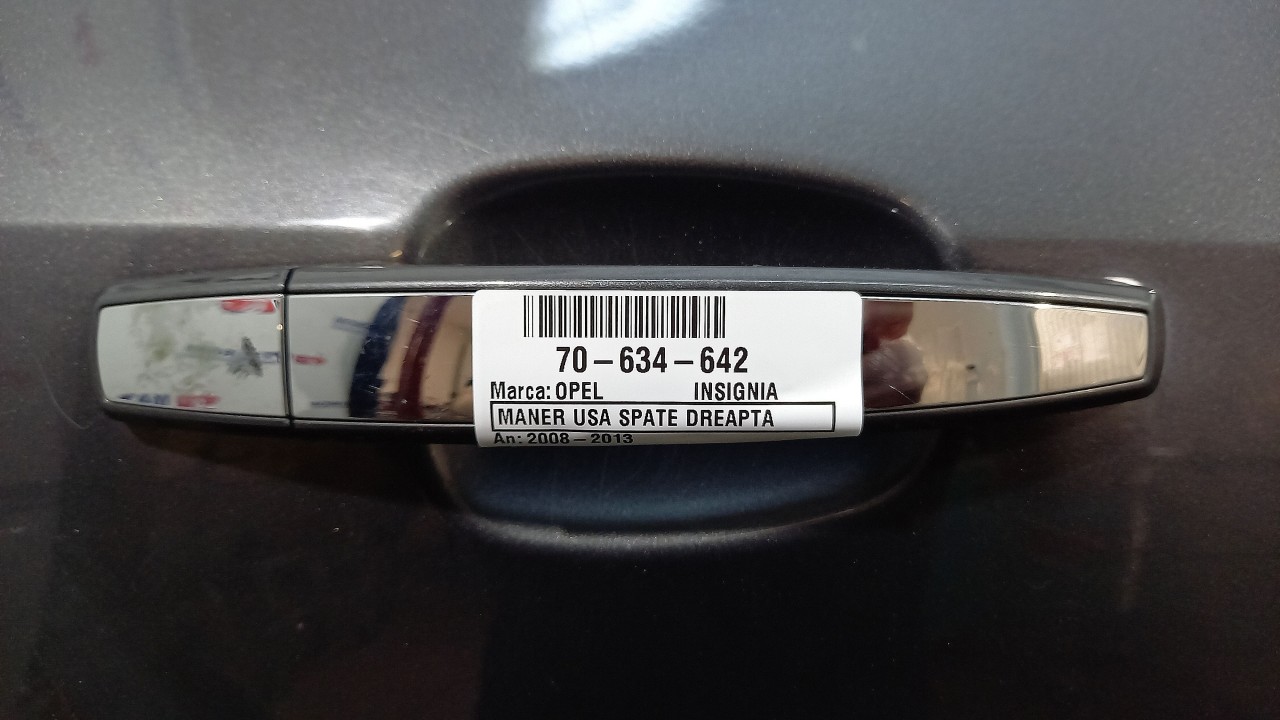 70-634-642
Marca: OPEL INSIGNIA
MANER USA SPATE DREAPTA
An: 2008-2013